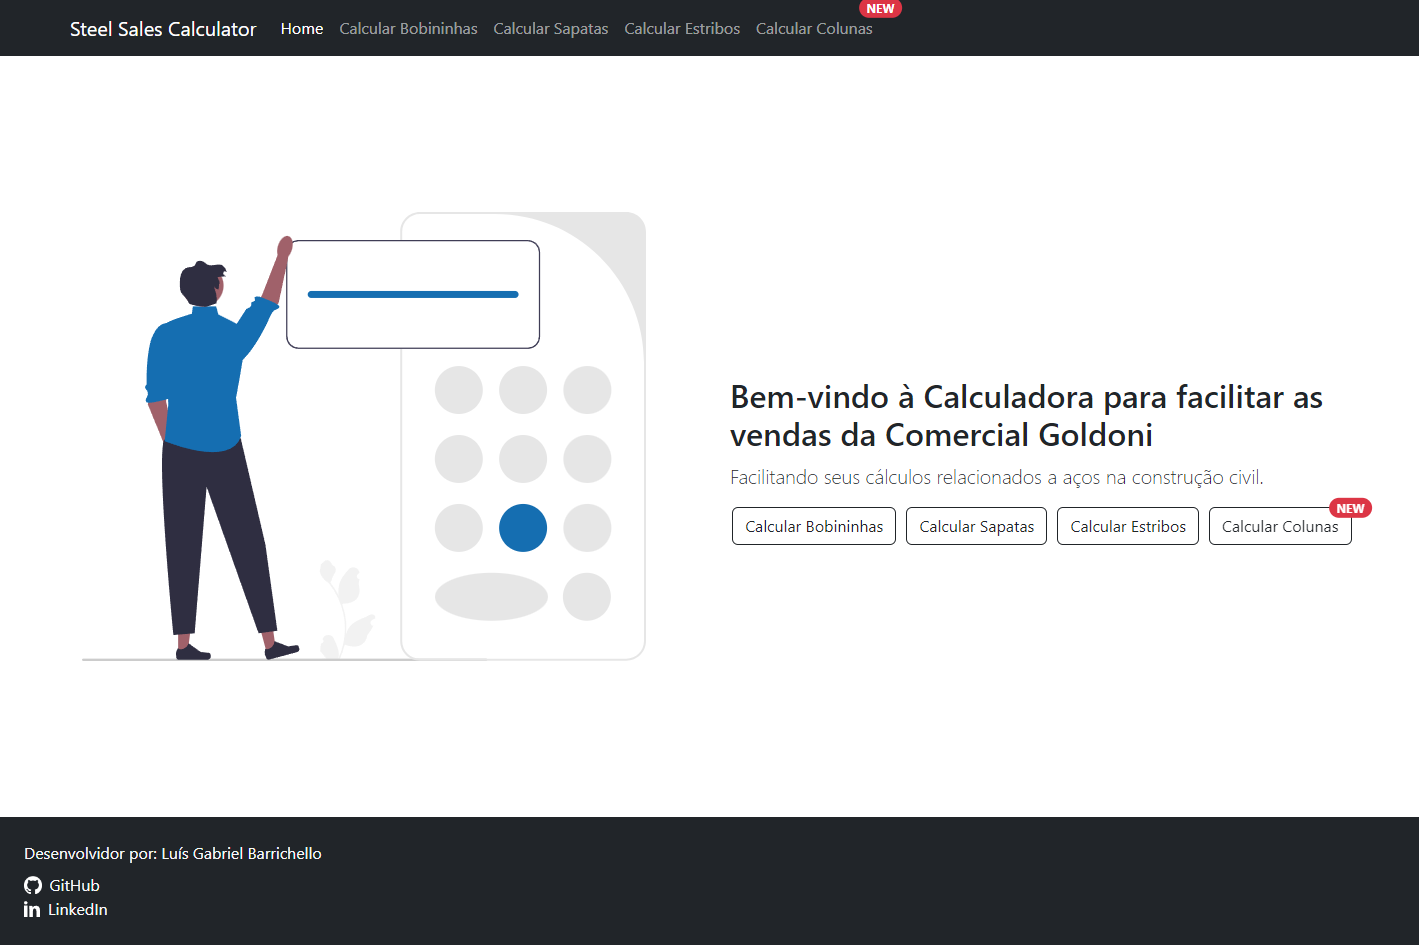 Steel Sales Calculator Home Calcular Bobininhas Calcular Sapatas Calcular Estribos Calcular Colunas NEW
Bem-vindo à Calculadora para facilitar as
vendas da Comercial Goldoni
Facilitando seus cálculos relacionados a aços na construção civil.
Calcular Bobininhas Calcular Sapatas Calcular Estribos Calcular Colunas NEW
Desenvolvidor por: Luís Gabriel Barrichello
GitHub
LinkedIn